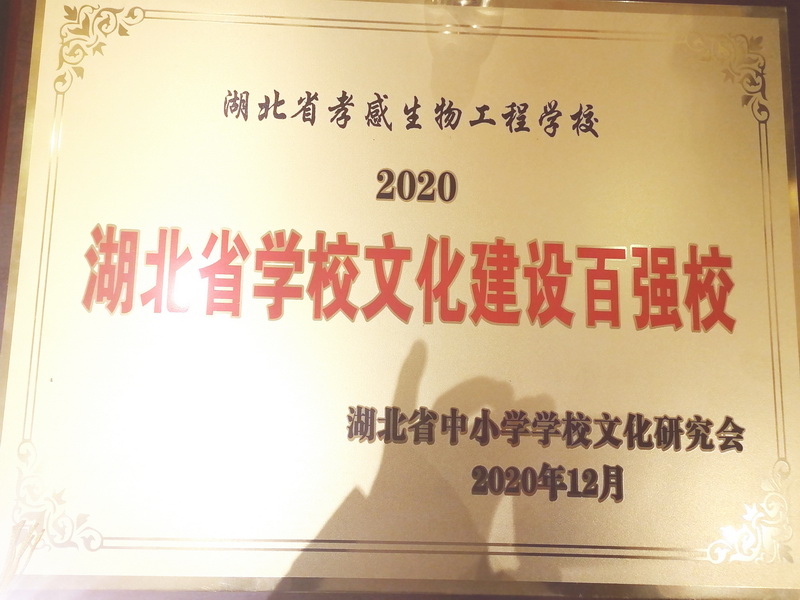 湖北省孝感生物工程学校
2020
湖北省学校文化建设百强校
湖北省中小学学校文化研究会
2020年12月